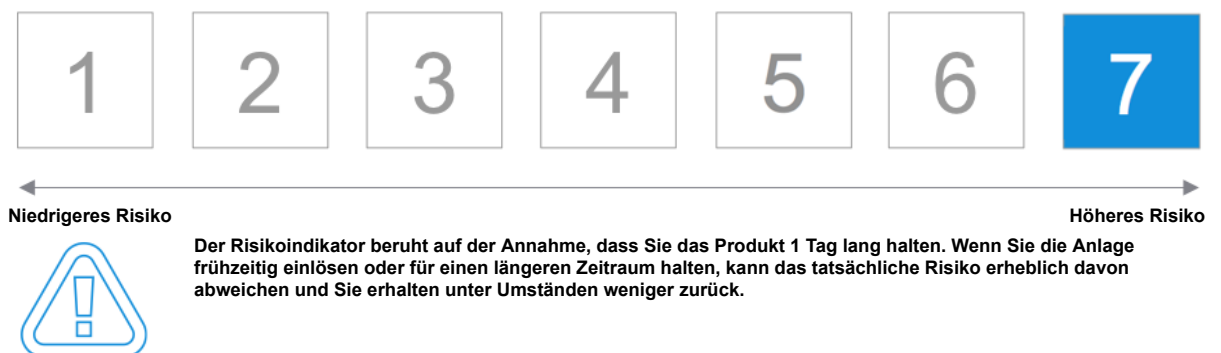 1 2 3 4 5 6 7
Niedrigeres Risiko Höheres Risiko
Der Risikoindikator beruht auf der Annahme, dass Sie das Produkt 1 Tag lang halten. Wenn Sie die Anlage
frühzeitig einlösen oder für einen längeren Zeitraum halten, kann das tatsächliche Risiko erheblich davon
abweichen und Sie erhalten unter Umständen weniger zurück.